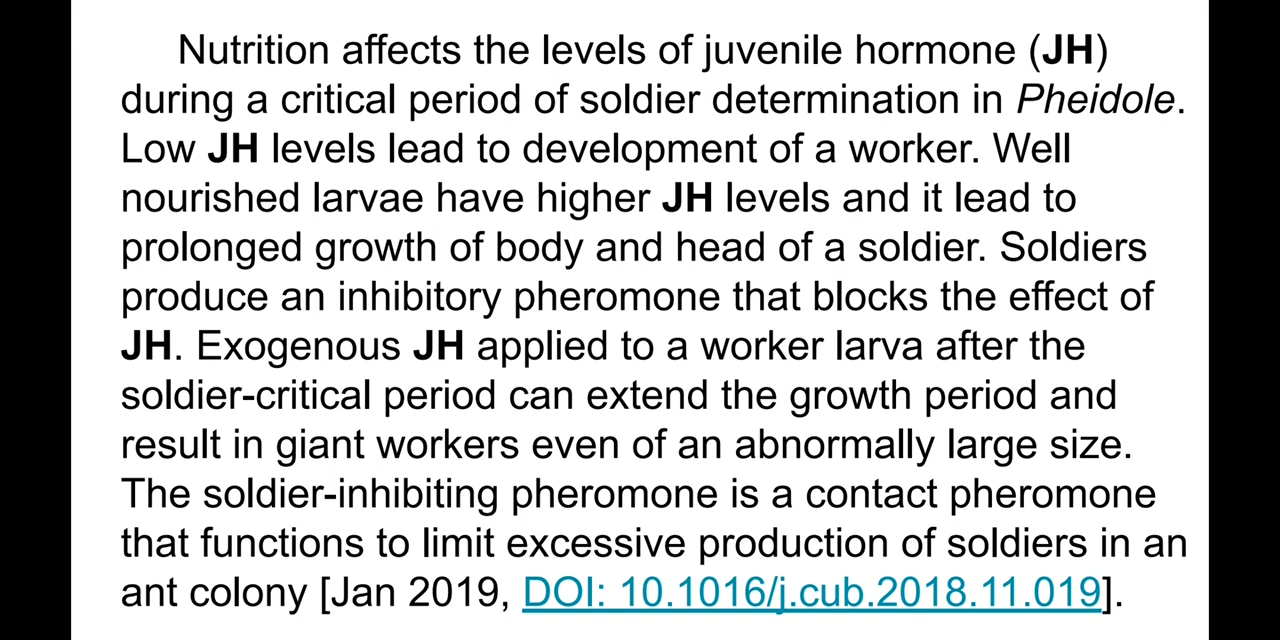 Nutrition affects the levels of juvenile hormone (JH)
during a critical period of soldier determination in Pheidole.
Low JH levels lead to development of a worker. Well
nourished larvae have higher JH levels and it lead to
prolonged growth of body and head of a soldier. Soldiers
produce an inhibitory pheromone that blocks the effect of
JH. Exogenous JH applied to a worker larva after the
soldier-critical period can extend the growth period and
result in giant workers even of an abnormally large size.
The soldier-inhibiting pheromone is a contact pheromone
that functions to limit excessive production of soldiers in an
ant colony [Jan 2019, DOI: 10.1016/j.cub.2018.11.019].